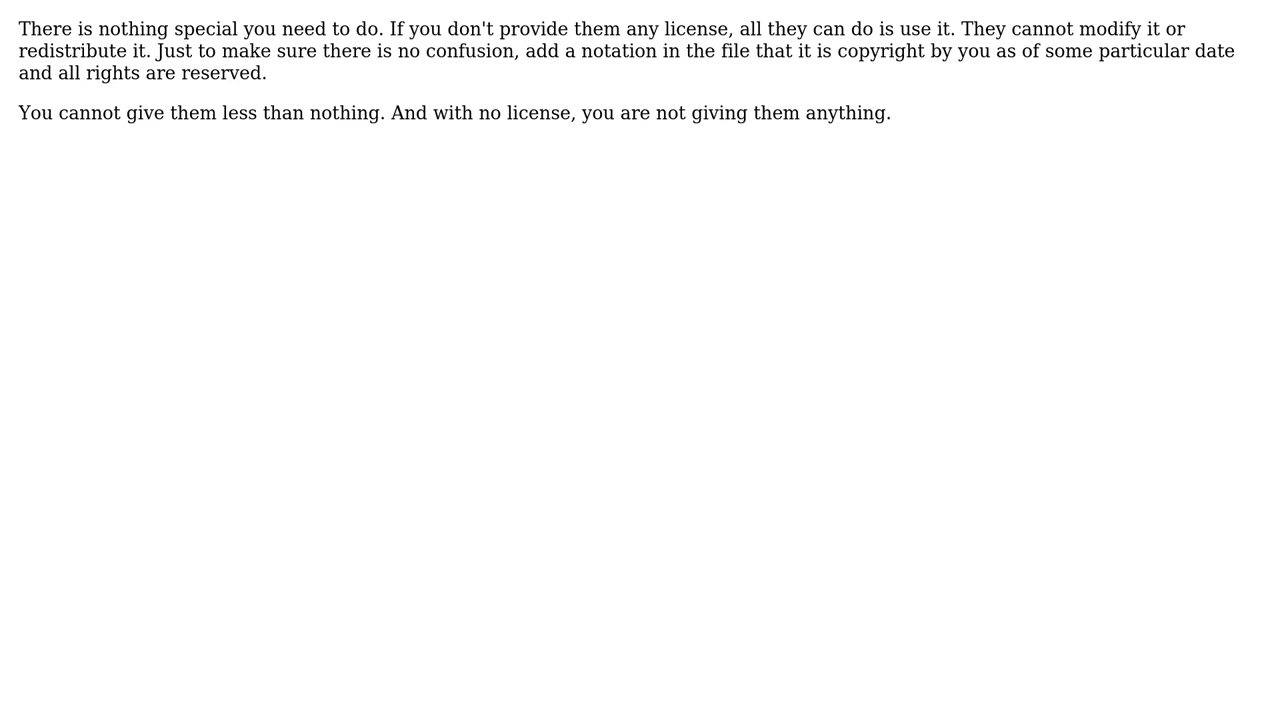 There is nothing special you need to do. If you don't provide them any license, all they can do is use it. They cannot modify it or
redistribute it. Just to make sure there is no confusion, add a notation in the file that it is copyright by you as of some particular date
and all rights are reserved.
You cannot give them less than nothing. And with no license, you are not giving them anything.